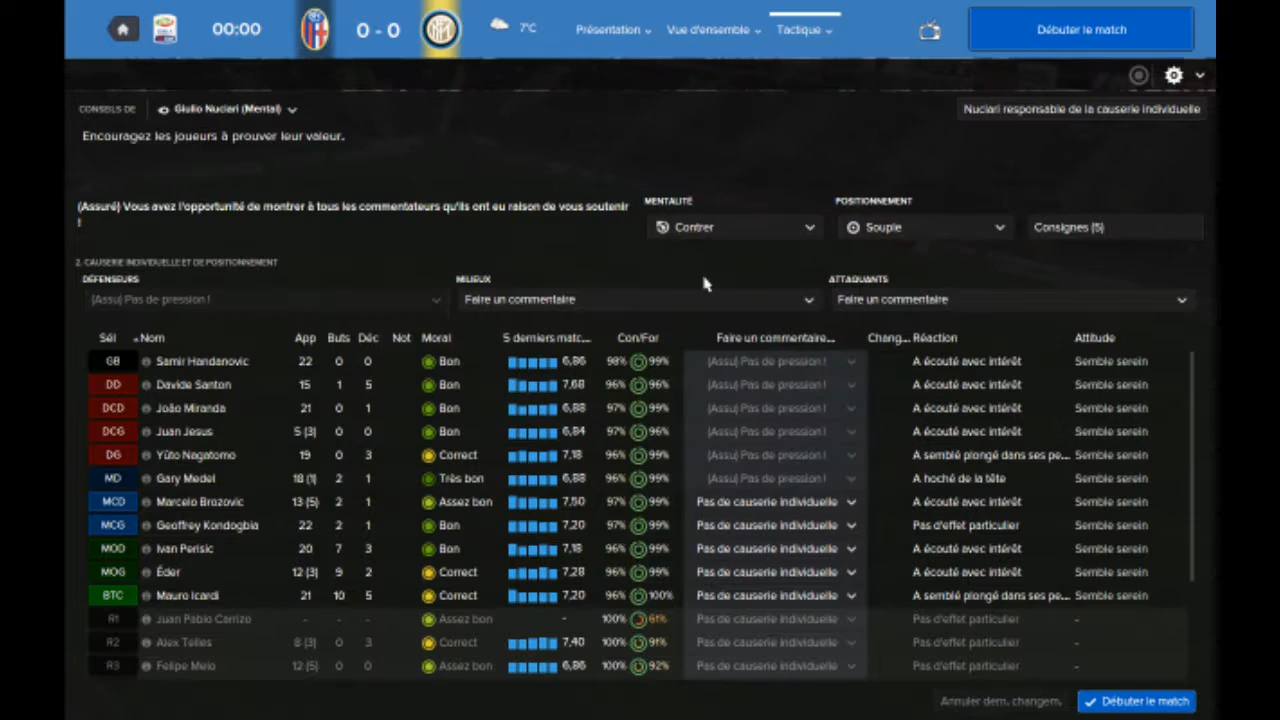 00:00 0 - 0 7°C Présentation Vue d'ensemble Tactique Débuter le match
CONSEILS DE Giulio Nuciari (Mental) Nuciari responsable de la causerie individuelle
Encouragez les joueurs à prouver leur valeur.
MENTALITÉ POSITIONNEMENT
(Assuré) Vous avez l'opportunité de montrer à tous les commentateurs qu'ils ont eu raison de vous soutenir
!
Contrer Souple Consignes (5)
2. CAUSERIE INDIVIDUELLE ET DE POSITIONNEMENT
DÉFENSEURS MILIEUX ATTAQUANTS
(Assu) Pas de pression ! Faire un commentaire Faire un commentaire
Sél Nom App Buts Déc Not Moral 5 derniers matc... Con/For Faire un commentaire... Chang... Réaction Attitude
GB Samir Handanovic 22 0 0 Bon 6,86 98% 99% (Assu) Pas de pression ! A écouté avec intérêt Semble serein
DD Davide Santon 15 1 5 Bon 7,68 96% 96% (Assu) Pas de pression ! A écouté avec intérêt Semble serein
DCD João Miranda 21 0 1 Bon 6,88 97% 99% (Assu) Pas de pression ! A écouté avec intérêt Semble serein
DCG Juan Jesus 5 (3) 0 0 Bon 6,84 97% 96% (Assu) Pas de pression ! A écouté avec intérêt Semble serein
DG Yūto Nagatomo 19 0 3 Correct 7,18 96% 99% (Assu) Pas de pression ! A semblé plongé dans ses pe... Semble serein
MD Gary Medel 18 (1) 2 1 Très bon 6,88 96% 99% (Assu) Pas de pression ! A hoché de la tête Semble serein
MCD Marcelo Brozovic 13 (5) 2 1 Assez bon 7,50 97% 99% Pas de causerie individuelle A écouté avec intérêt Semble serein
MCG Geoffrey Kondogbia 22 2 1 Bon 7,20 97% 99% Pas de causerie individuelle Pas d'effet particulier Semble serein
MOD Ivan Perisic 20 7 3 Bon 7,18 96% 99% Pas de causerie individuelle A écouté avec intérêt Semble serein
MOG Éder 12 (3) 9 2 Correct 7,28 96% 99% Pas de causerie individuelle A écouté avec intérêt Semble serein
BTC Mauro Icardi 21 10 5 Correct 7,20 96% 100% Pas de causerie individuelle A semblé plongé dans ses pe... Semble serein
R1 Juan Pablo Carrizo - - - Assez bon - 100% 61% Pas de causerie individuelle Pas d'effet particulier -
R2 Alex Telles 8 (3) 0 3 Correct 7,40 100% 91% Pas de causerie individuelle Pas d'effet particulier -
R3 Felipe Melo 12 (5) 0 0 Assez bon 6,86 100% 92% Pas de causerie individuelle Pas d'effet particulier -
Annuler dern. changem. Débuter le match